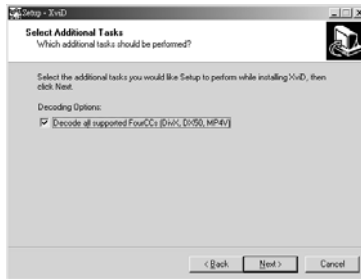 Setup - XviD
Select Additional Tasks
Which additional tasks should be performed?
Select the additional tasks you would like Setup to perform while installing XviD, then
click Next.
Decoding Options:
Decode all supported FourCCs (DivX, DX50, MP4V)
< Back
Next >
Cancel